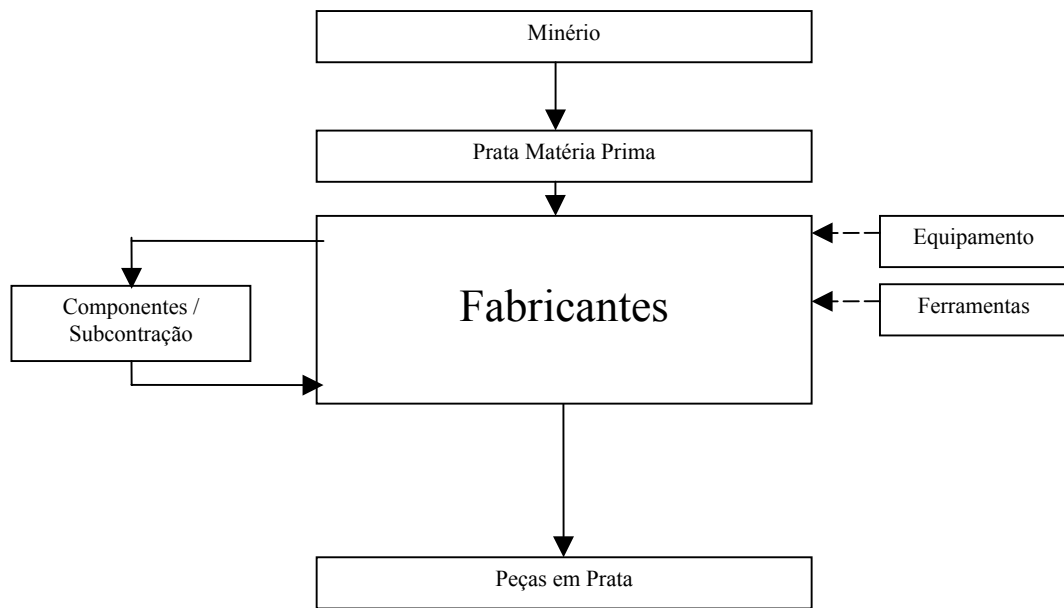 Minério
Prata Matéria Prima
Equipamento
Fabricantes
Componentes /
Subcontração
Ferramentas
Peças em Prata